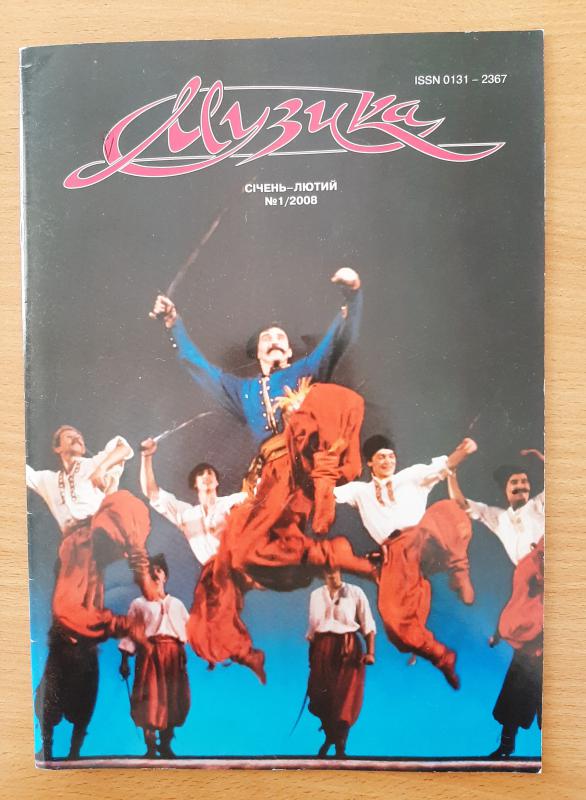 ISSN 0131 – 2367
Музика
СІЧЕНЬ–ЛЮТИЙ
№1/2008